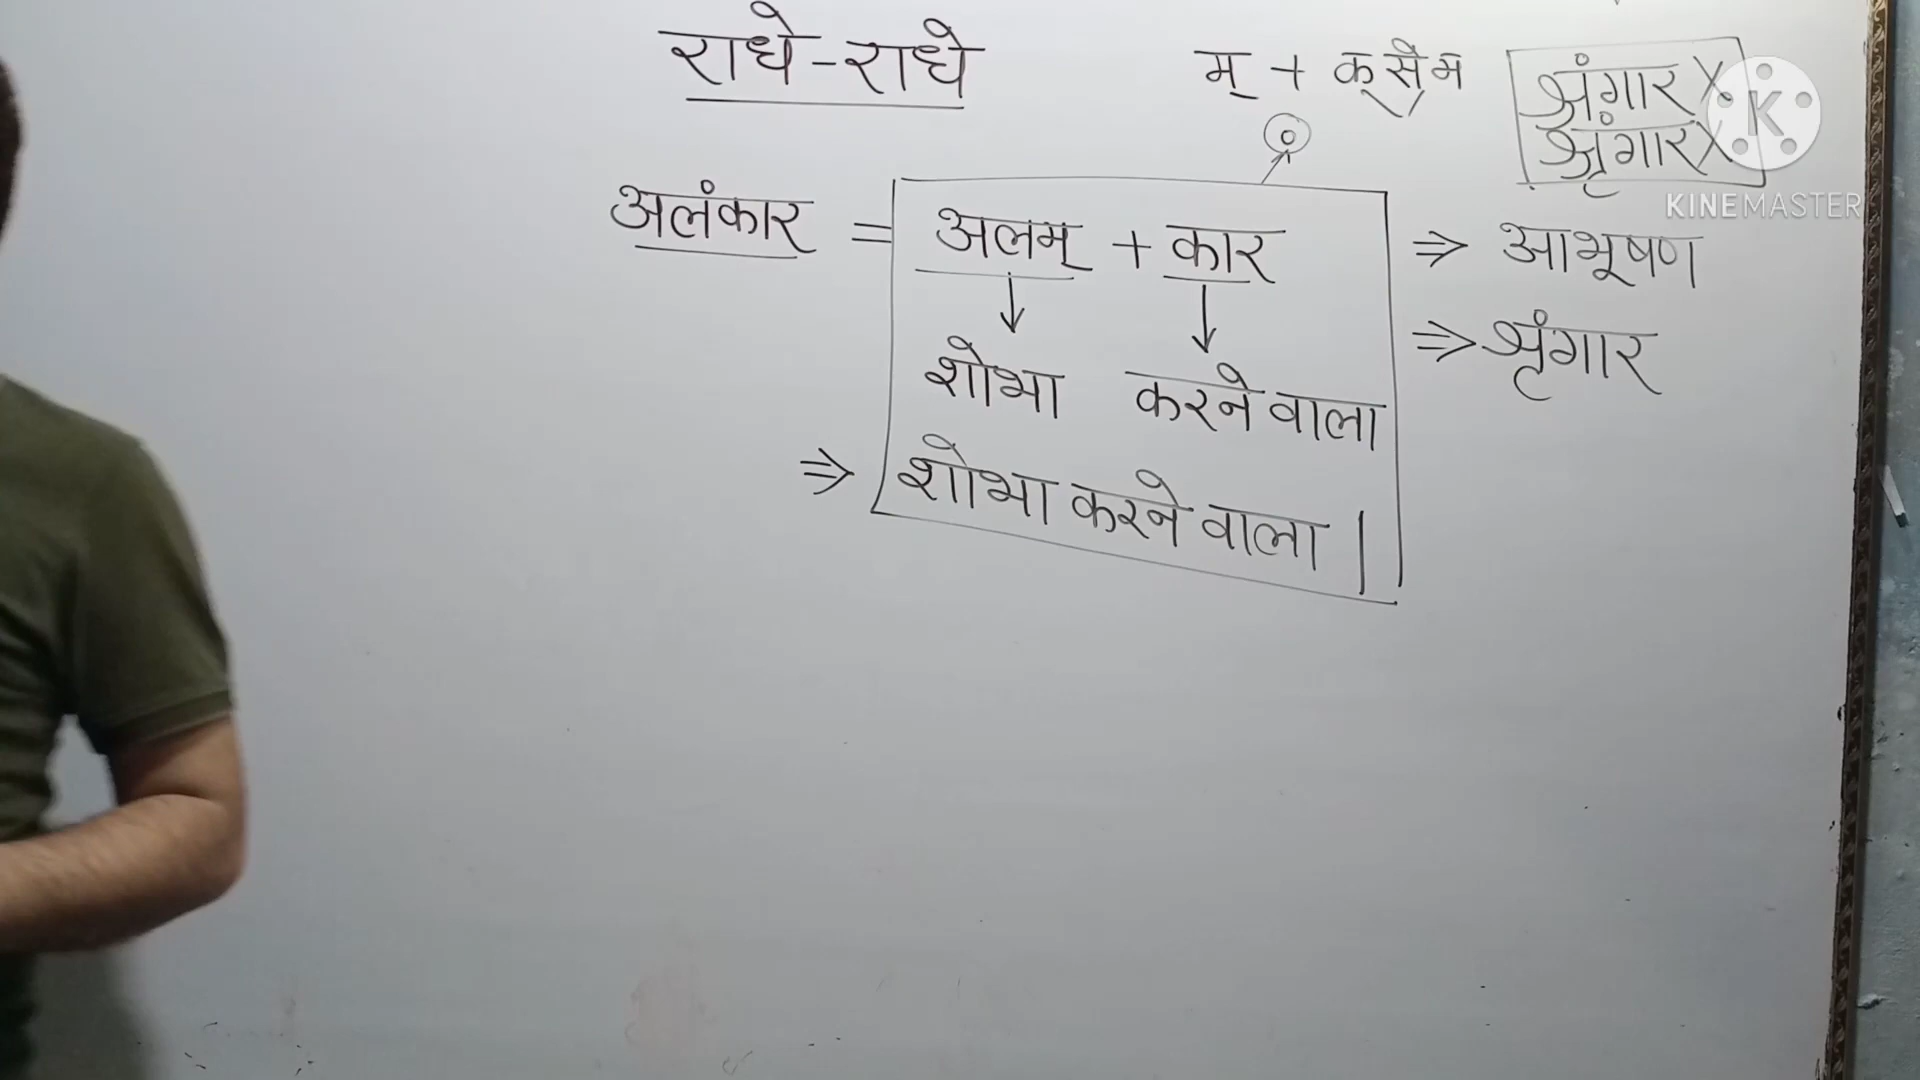 राधे-राधे
म् + क् से म
श्रंगार X
श्रृंगार X
KINEMASTER
अलंकार = अलम् + कार ⇒ आभूषण
⇒ शृंगार
शोभा करने वाला
⇒ शोभा करने वाला |